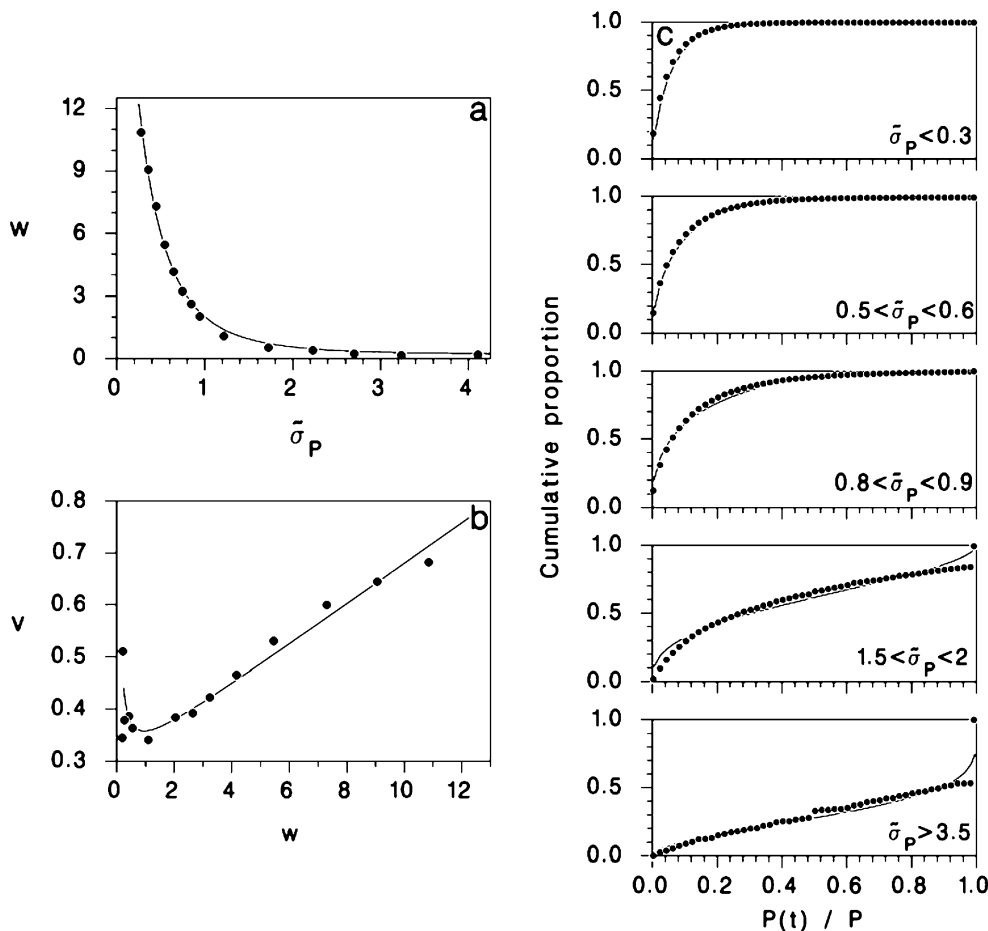 a
12
9
6
3
0
w
0 1 2 3 4
σ̃ P
b
0.8
0.7
0.6
0.5
0.4
0.3
v
0 2 4 6 8 10 12
w
c
1.0
0.5
0.0
σ̃ P <0.3
1.0
0.5
0.0
0.5<σ̃ P <0.6
1.0
0.5
0.0
0.8<σ̃ P <0.9
1.0
0.5
0.0
1.5<σ̃ P <2
1.0
0.5
0.0
σ̃ P >3.5
0.0 0.2 0.4 0.6 0.8 1.0
P(t) / P
Cumulative proportion